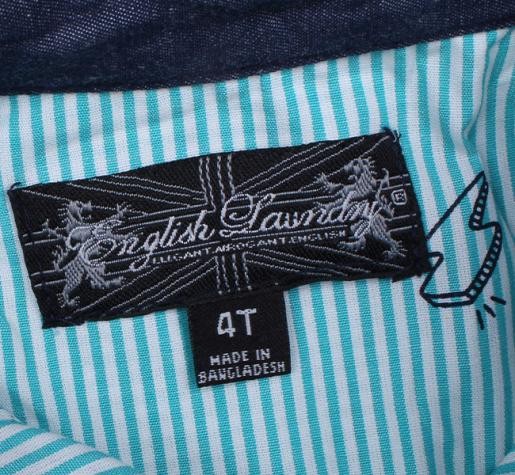 English Laundry ®
ELEGANT.ARROGANT.ENGLISH
4T
MADE IN
BANGLADESH